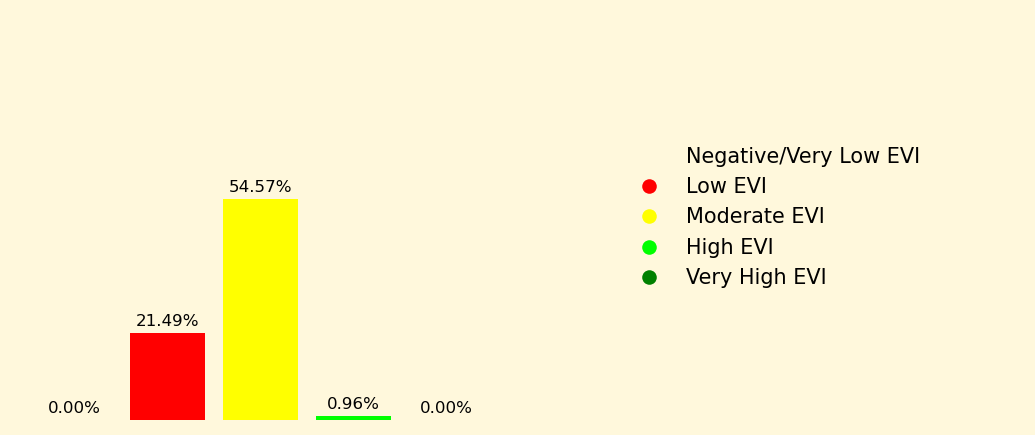 54.57%
21.49%
0.00%
0.96%
0.00%
Negative/Very Low EVI
Low EVI
Moderate EVI
High EVI
Very High EVI